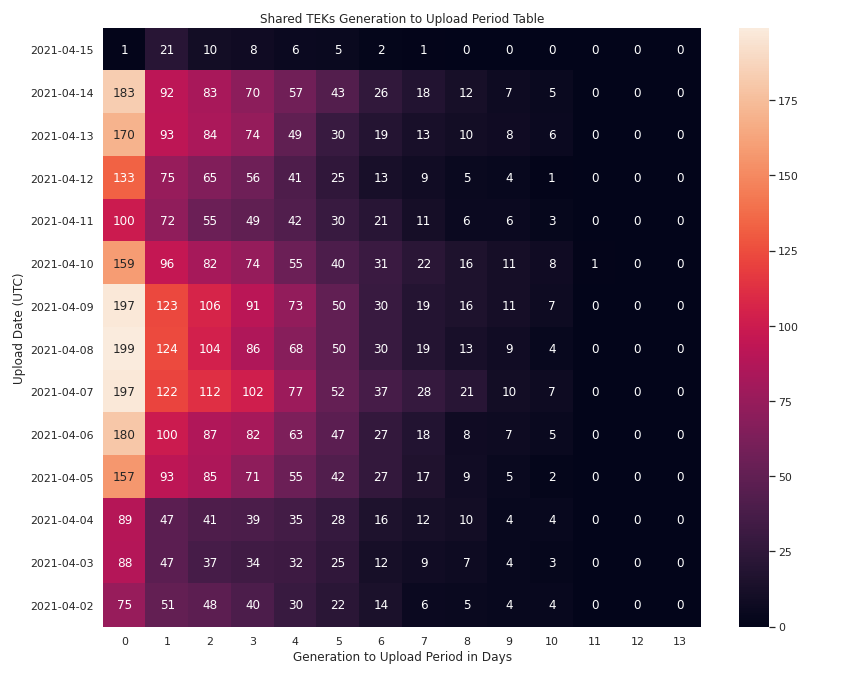 Shared TEKs Generation to Upload Period Table
2021-04-15 1 21 10 8 6 5 2 1 0 0 0 0 0 0
2021-04-14 183 92 83 70 57 43 26 18 12 7 5 0 0 0
2021-04-13 170 93 84 74 49 30 19 13 10 8 6 0 0 0
2021-04-12 133 75 65 56 41 25 13 9 5 4 1 0 0 0
2021-04-11 100 72 55 49 42 30 21 11 6 6 3 0 0 0
2021-04-10 159 96 82 74 55 40 31 22 16 11 8 1 0 0
2021-04-09 197 123 106 91 73 50 30 19 16 11 7 0 0 0
2021-04-08 199 124 104 86 68 50 30 19 13 9 4 0 0 0
2021-04-07 197 122 112 102 77 52 37 28 21 10 7 0 0 0
2021-04-06 180 100 87 82 63 47 27 18 8 7 5 0 0 0
2021-04-05 157 93 85 71 55 42 27 17 9 5 2 0 0 0
2021-04-04 89 47 41 39 35 28 16 12 10 4 4 0 0 0
2021-04-03 88 47 37 34 32 25 12 9 7 4 3 0 0 0
2021-04-02 75 51 48 40 30 22 14 6 5 4 4 0 0 0
0 1 2 3 4 5 6 7 8 9 10 11 12 13
Generation to Upload Period in Days
Upload Date (UTC)
175
150
125
100
75
50
25
0